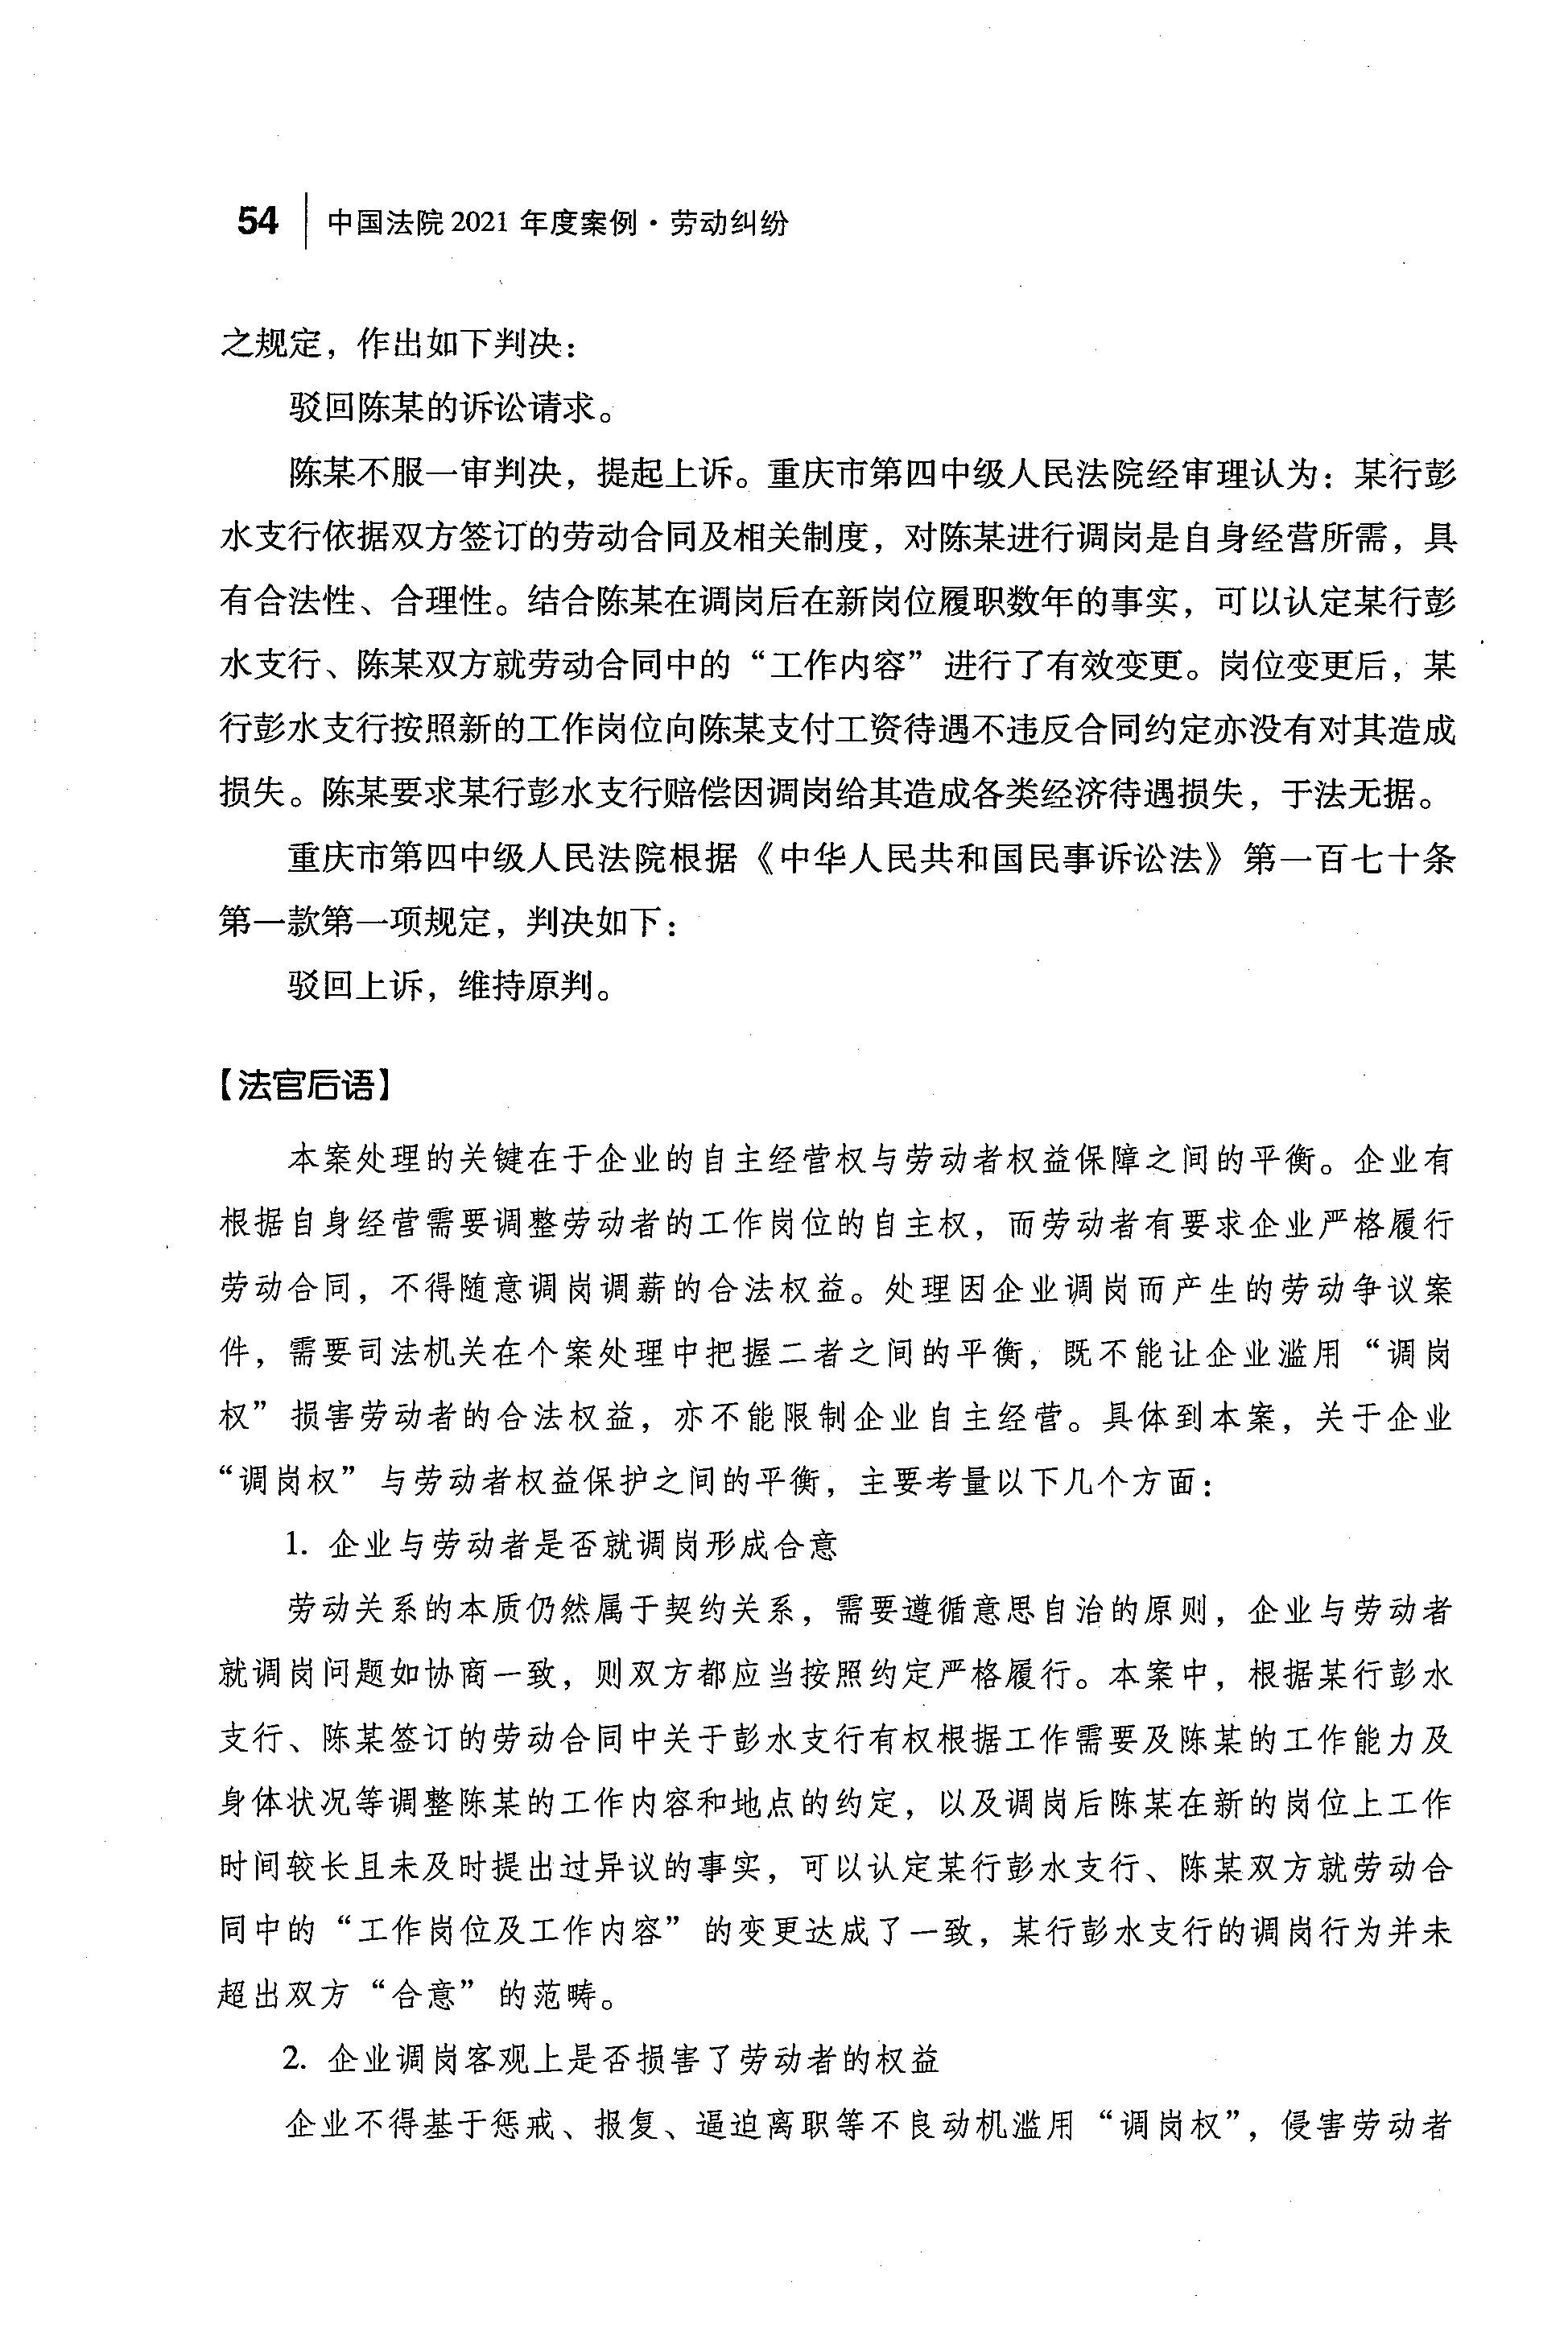 54 中国法院 2021 年度案例·劳动纠纷
之规定，作出如下判决：
驳回陈某的诉讼请求。
陈某不服一审判决，提起上诉。重庆市第四中级人民法院经审理认为：某行彭
水支行依据双方签订的劳动合同及相关制度，对陈某进行调岗是自身经营所需，具
有合法性、合理性。结合陈某在调岗后在新岗位履职数年的事实，可以认定某行彭
水支行、陈某双方就劳动合同中的“工作内容”进行了有效变更。岗位变更后，某
行彭水支行按照新的工作岗位向陈某支付工资待遇不违反合同约定亦没有对其造成
损失。陈某要求某行彭水支行赔偿因调岗给其造成各类经济待遇损失，于法无据。
重庆市第四中级人民法院根据《中华人民共和国民事诉讼法》第一百七十条
第一款第一项规定，判决如下：
驳回上诉，维持原判。
【法官后语】
本案处理的关键在于企业的自主经营权与劳动者权益保障之间的平衡。企业有
根据自身经营需要调整劳动者的工作岗位的自主权，而劳动者有要求企业严格履行
劳动合同，不得随意调岗调薪的合法权益。处理因企业调岗而产生的劳动争议案
件，需要司法机关在个案处理中把握二者之间的平衡，既不能让企业滥用“调岗
权”损害劳动者的合法权益，亦不能限制企业自主经营。具体到本案，关于企业
“调岗权”与劳动者权益保护之间的平衡，主要考量以下几个方面：
1. 企业与劳动者是否就调岗形成合意
劳动关系的本质仍然属于契约关系，需要遵循意思自治的原则，企业与劳动者
就调岗问题如协商一致，则双方都应当按照约定严格履行。本案中，根据某行彭水
支行、陈某签订的劳动合同中关于彭水支行有权根据工作需要及陈某的工作能力及
身体状况等调整陈某的工作内容和地点的约定，以及调岗后陈某在新的岗位上工作
时间较长且未及时提出过异议的事实，可以认定某行彭水支行、陈某双方就劳动合
同中的“工作岗位及工作内容”的变更达成了一致，某行彭水支行的调岗行为并未
超出双方“合意”的范畴。
2. 企业调岗客观上是否损害了劳动者的权益
企业不得基于惩戒、报复、逼迫离职等不良动机滥用“调岗权”，侵害劳动者